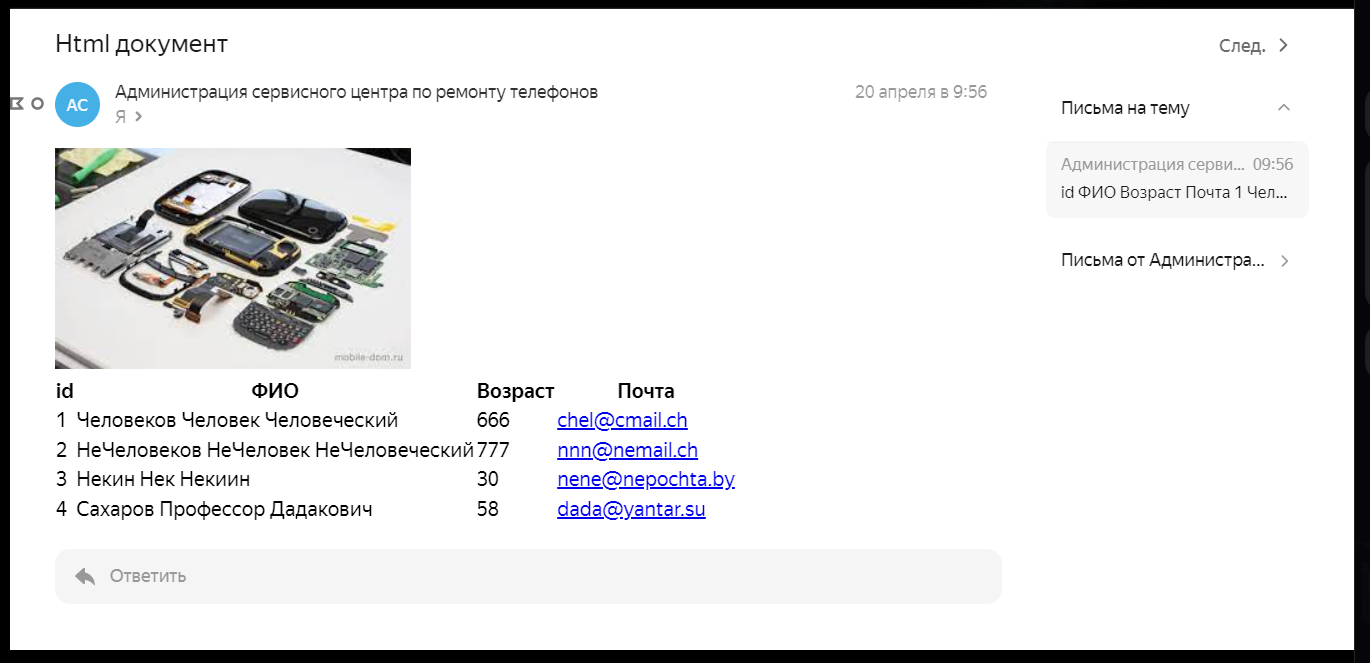 Html документ
След.
АС
Администрация сервисного центра по ремонту телефонов
20 апреля в 9:56
Я
Письма на тему
Администрация серви... 09:56
id ФИО Возраст Почта 1 Чел...
Письма от Администра...
mobile-dom.ru
id ФИО Возраст Почта
1 Человеков Человек Человеческий 666 chel@cmail.ch
2 НеЧеловеков НеЧеловек НеЧеловеческий 777 nnn@nemail.ch
3 Некин Нек Некиин 30 nene@nepochta.by
4 Сахаров Профессор Дадакович 58 dada@yantar.su
Ответить